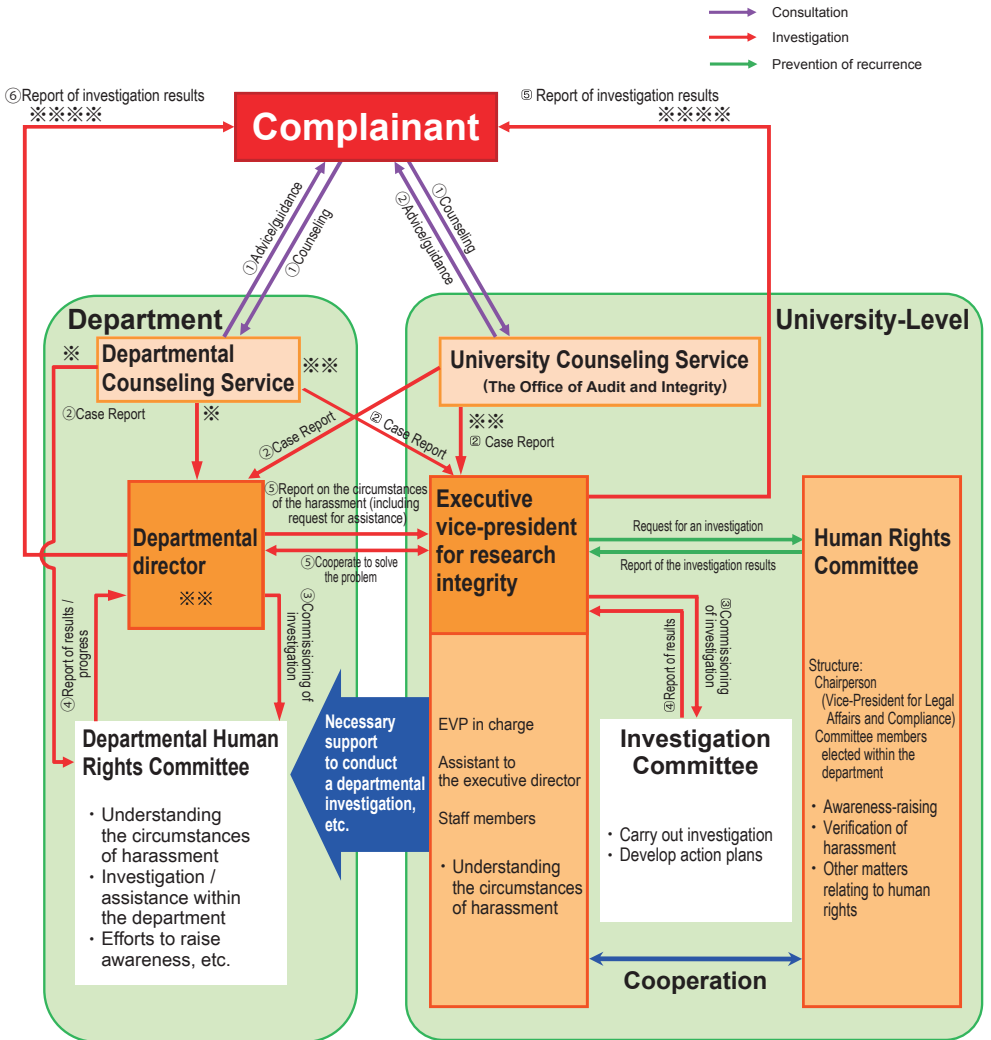 Consultation
Investigation
Prevention of recurrence
⑥Report of investigation results
※※※※
⑤ Report of investigation results
※※※※
Complainant
①Advice/guidance
①Counseling
②Advice/guidance
①Counseling
Department
University-Level
※
Departmental
Counseling Service
※※
University Counseling Service
(The Office of Audit and Integrity)
②Case Report
※
②Case Report
② Case Report
※※
② Case Report
Departmental
director
※※
⑤Report on the circumstances
of the harassment (including
request for assistance)
⑤Cooperate to solve
the problem
Executive
vice-president
for research
integrity
Request for an investigation
Report of the investigation results
Human Rights
Committee
④Report of results /
progress
③Commissioning of
investigation
③Commissioning
of investigation
④Report of results
Departmental Human
Rights Committee
・Understanding
the circumstances
of harassment
・Investigation /
assistance within
the department
・Efforts to raise
awareness, etc.
Necessary
support
to conduct
a departmental
investigation,
etc.
EVP in charge
Assistant to
the executive director
Staff members
・Understanding
the circumstances
of harassment
Investigation
Committee
・Carry out investigation
・Develop action plans
Structure:
Chairperson
(Vice-President for Legal
Affairs and Compliance)
Committee members
elected within the
department
・Awareness-raising
・Verification of
harassment
・Other matters
relating to human
rights
Cooperation